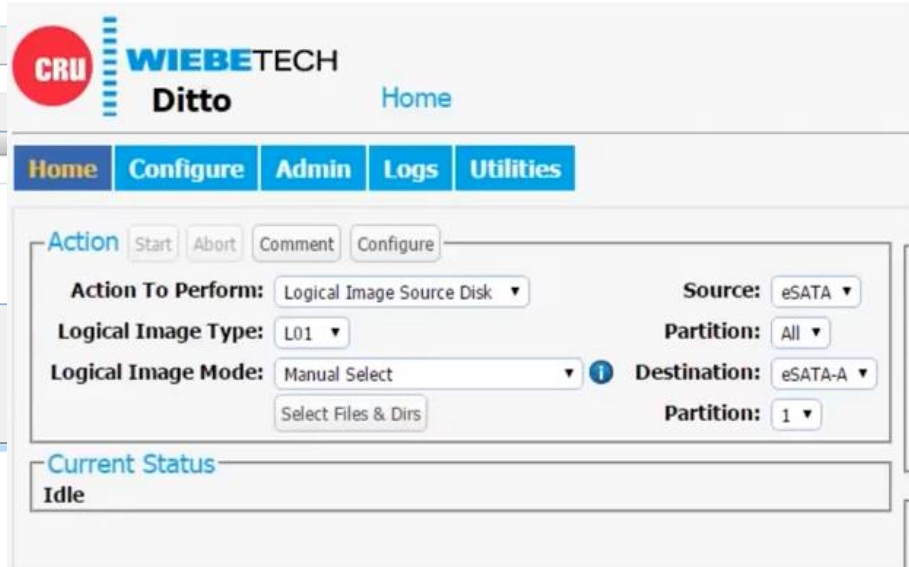 CRU WIEBETECH
Ditto Home
Home Configure Admin Logs Utilities
Action Start Abort Comment Configure
Action To Perform: Logical Image Source Disk Source: eSATA
Logical Image Type: L01 Partition: All
Logical Image Mode: Manual Select Destination: eSATA-A
Select Files & Dirs Partition: 1
Current Status
Idle